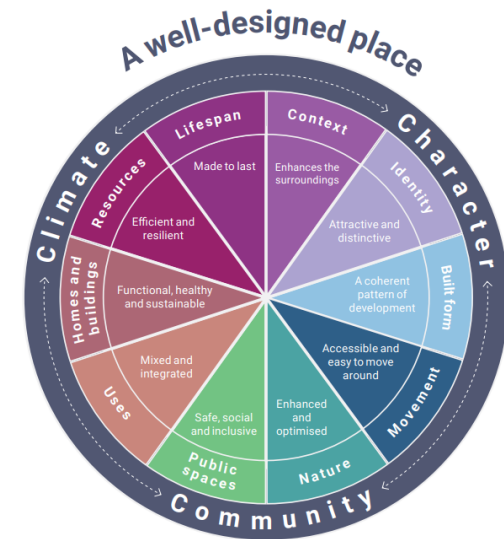 A well-designed place
Climate
Character
Community
Context
Enhances the
surroundings
Identity
Attractive and
distinctive
Built form
A coherent
pattern of
development
Movement
Accessible and
easy to move
around
Nature
Enhanced
and
optimised
Public
spaces
Safe, social
and inclusive
Uses
Mixed and
integrated
Homes and
buildings
Functional, healthy
and sustainable
Resources
Efficient and
resilient
Lifespan
Made to last